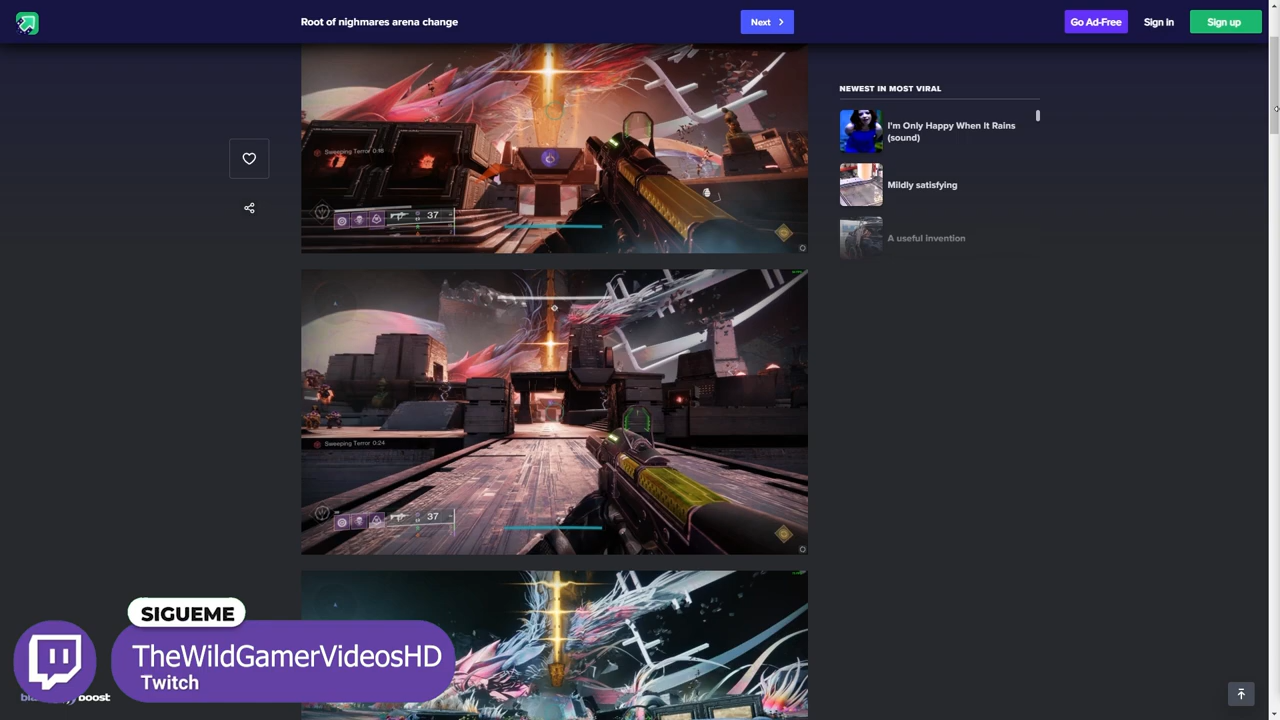 Root of nighmares arena change
Next
Go Ad-Free
Sign in
Sign up
NEWEST IN MOST VIRAL
I'm Only Happy When It Rains
(sound)
Mildly satisfying
A useful invention
Sweeping Terror 0:16
37
Sweeping Terror 0:24
37
SIGUEME
TheWildGamerVideosHD
Twitch
boost